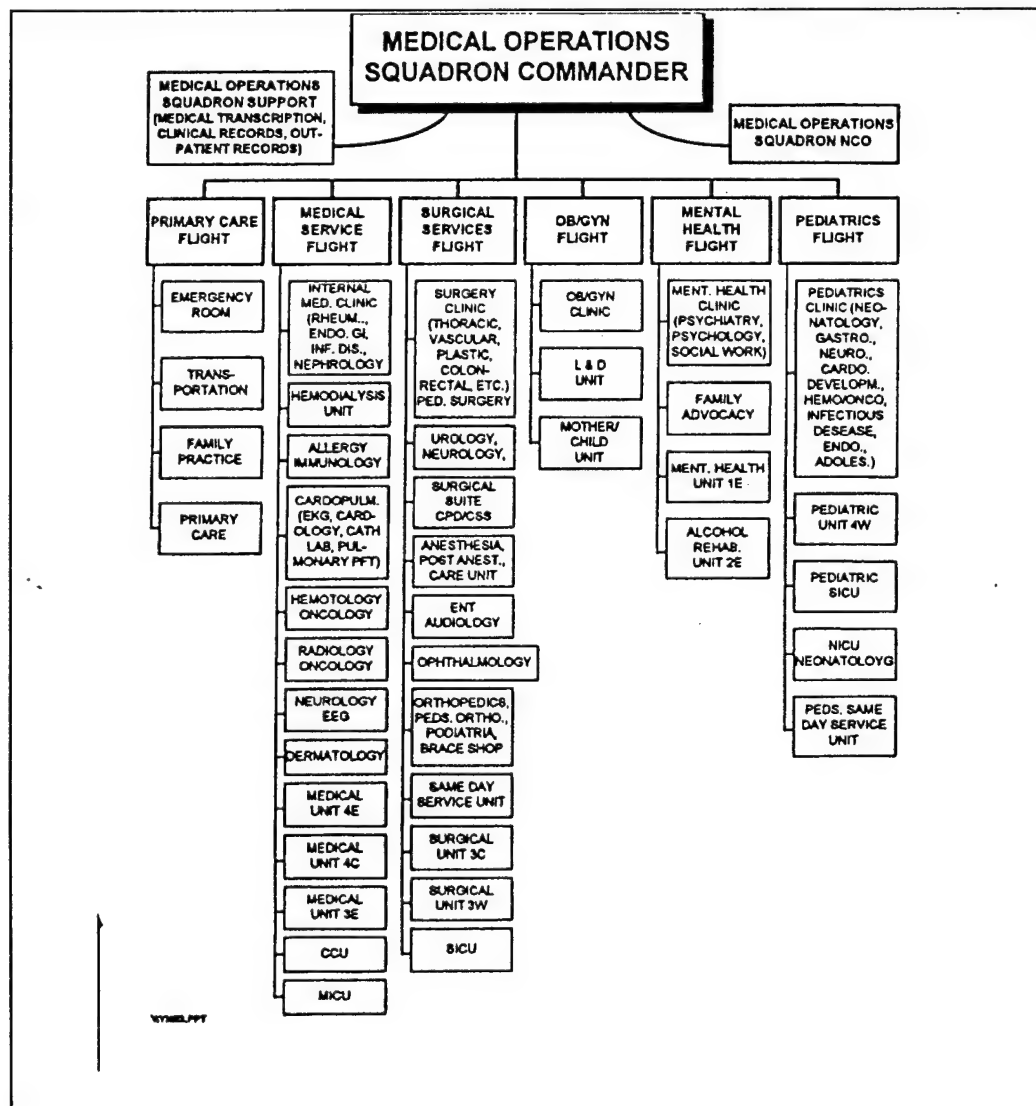 MEDICAL OPERATIONS
SQUADRON COMMANDER
MEDICAL OPERATIONS
SQUADRON SUPPORT
(MEDICAL TRANSCRIPTION,
CLINICAL RECORDS, OUT-
PATIENT RECORDS)
MEDICAL OPERATIONS
SQUADRON NCO
PRIMARY CARE
FLIGHT
EMERGENCY
ROOM
TRANS-
PORTATION
FAMILY
PRACTICE
PRIMARY
CARE
MEDICAL
SERVICE
FLIGHT
INTERNAL
MED. CLINIC
(RHEUM..,
ENDO. GI,
INF. DIS.,
NEPHROLOGY
HEMODIALYSIS
UNIT
ALLERGY
IMMUNOLOGY
CARDOPULM.
(EKG, CARD-
OLOGY, CATH
LAB, PUL-
MONARY PFT)
HEMOTOLOGY
ONCOLOGY
RADIOLOGY
ONCOLOGY
NEUROLOGY
EEG
DERMATOLOGY
MEDICAL
UNIT 4E
MEDICAL
UNIT 4C
MEDICAL
UNIT 3E
CCU
MICU
SURGICAL
SERVICES
FLIGHT
SURGERY
CLINIC
(THORACIC,
VASCULAR,
PLASTIC,
COLON-
RECTAL, ETC.)
PED. SURGERY
UROLOGY,
NEUROLOGY,
SURGICAL
SUITE
CPD/CSS
ANESTHESIA,
POST ANEST.,
CARE UNIT
ENT
AUDIOLOGY
OPHTHALMOLOGY
ORTHOPEDICS,
PEDS. ORTHO.,
PODIATRIA,
BRACE SHOP
SAME DAY
SERVICE UNIT
SURGICAL
UNIT 3C
SURGICAL
UNIT 3W
SICU
OB/GYN
FLIGHT
OB/GYN
CLINIC
L & D
UNIT
MOTHER/
CHILD
UNIT
MENTAL
HEALTH
FLIGHT
MENT. HEALTH
CLINIC
(PSYCHIATRY,
PSYCHOLOGY,
SOCIAL WORK)
FAMILY
ADVOCACY
MENT. HEALTH
UNIT 1E
ALCOHOL
REHAB.
UNIT 2E
PEDIATRICS
FLIGHT
PEDIATRICS
CLINIC (NEO-
NATOLOGY,
GASTRO.,
NEURO.,
CARDO.
DEVELOPM.,
HEMO/ONCO,
INFECTIOUS
DESEASE,
ENDO.,
ADOLES.)
PEDIATRIC
UNIT 4W
PEDIATRIC
SICU
NICU
NEONATOLOYG
PEDS. SAME
DAY SERVICE
UNIT